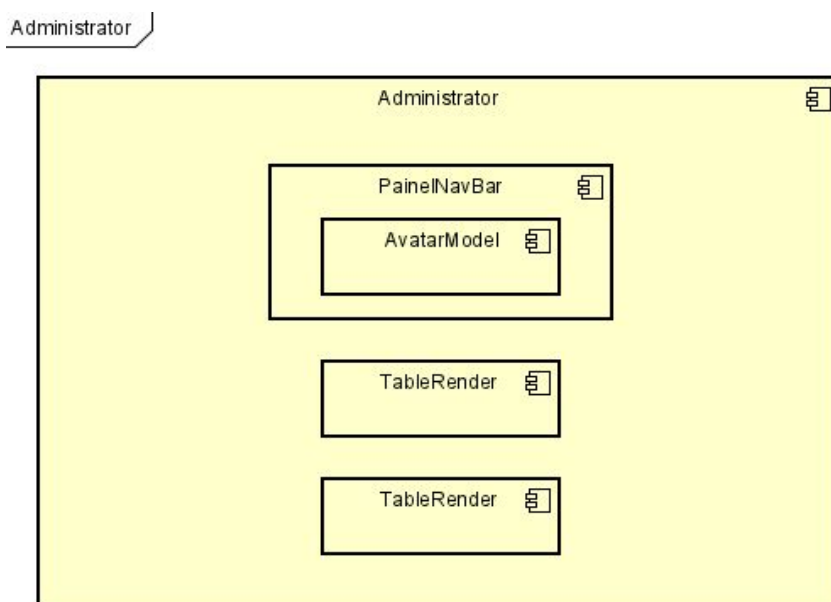 Administrator
Administrator
PainelNavBar
AvatarModel
TableRender
TableRender